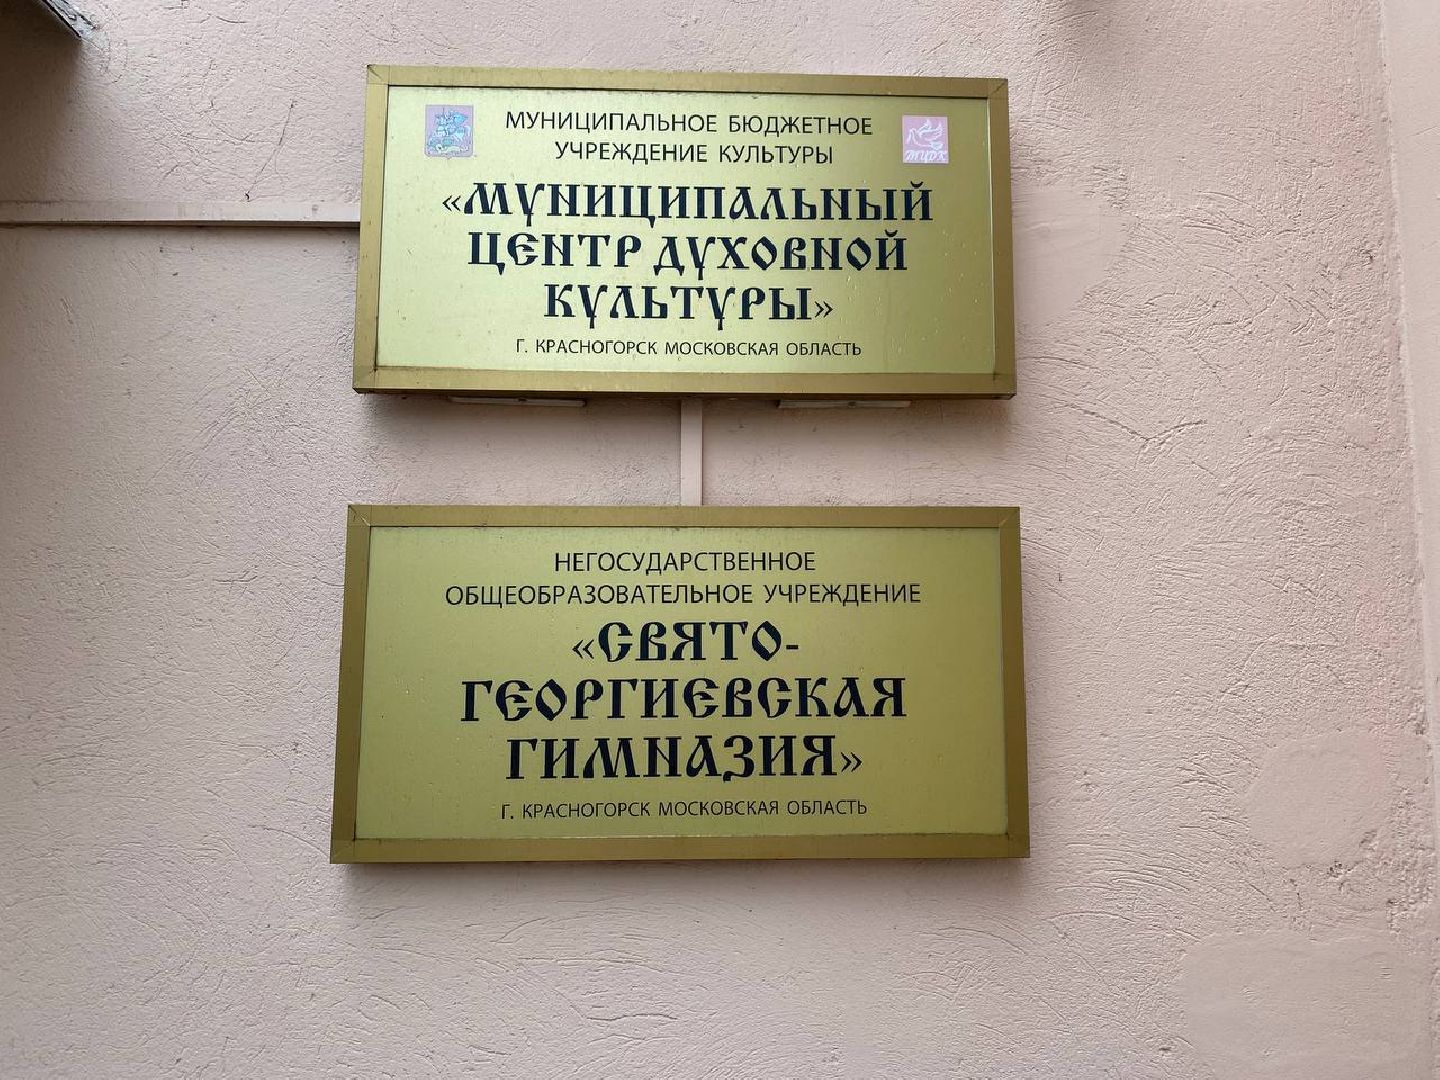 МУНИЦИПАЛЬНОЕ БЮДЖЕТНОЕ
УЧРЕЖДЕНИЕ КУЛЬТУРЫ
МЦДК
«МУНИЦИПАЛЬНЫЙ
ЦЕНТР ДУХОВНОЙ
КУЛЬТУРЫ»
Г. КРАСНОГОРСК МОСКОВСКАЯ ОБЛАСТЬ
НЕГОСУДАРСТВЕННОЕ
ОБЩЕОБРАЗОВАТЕЛЬНОЕ УЧРЕЖДЕНИЕ
«СВЯТО-
ГЕОРГИЕВСКАЯ
ГИМНАЗИЯ»
Г. КРАСНОГОРСК МОСКОВСКАЯ ОБЛАСТЬ